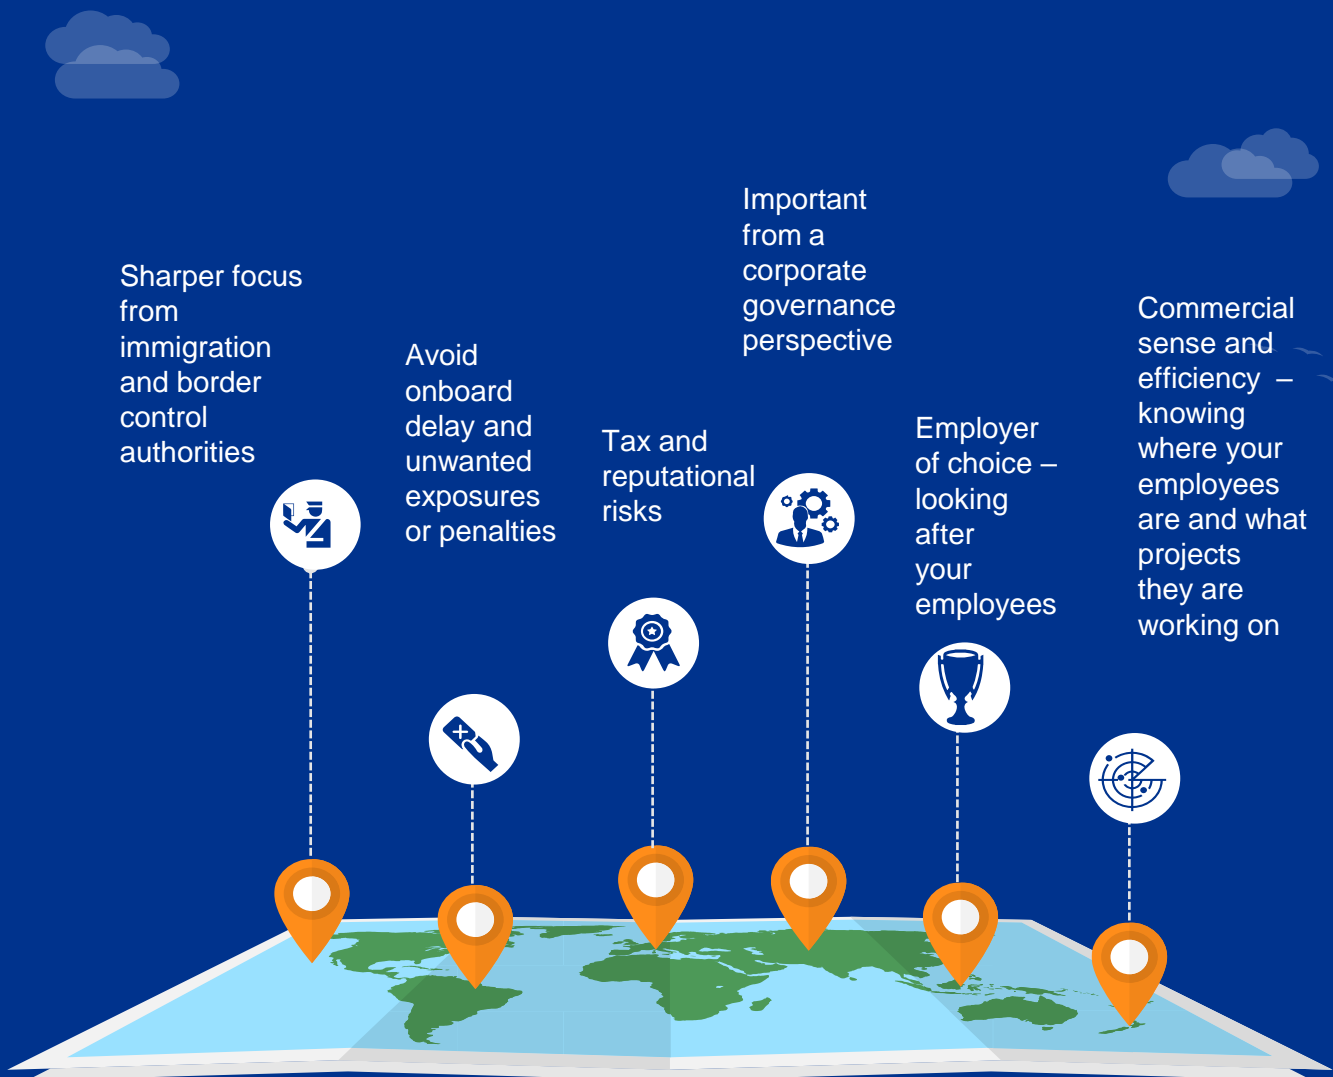 Sharper focus
from
immigration
and border
control
authorities
Avoid
onboard
delay and
unwanted
exposures
or penalties
Tax and
reputational
risks
Important
from a
corporate
governance
perspective
Employer
of choice –
looking
after
your
employees
Commercial
sense and
efficiency –
knowing
where your
employees
are and what
projects
they are
working on